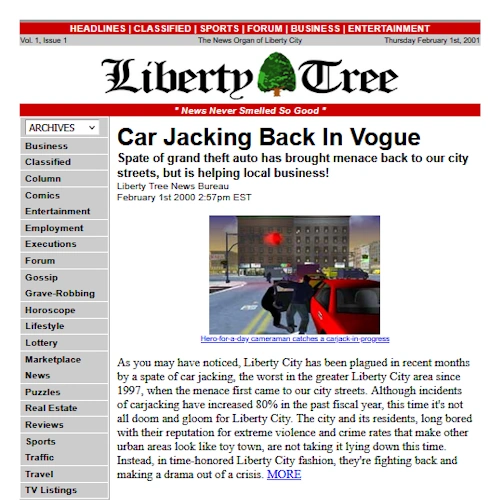 HEADLINES | CLASSIFIED | SPORTS | FORUM | BUSINESS | ENTERTAINMENT
Vol. 1, Issue 1 The News Organ of Liberty City Thursday February 1st, 2001
Liberty Tree
" News Never Smelled So Good "
ARCHIVES
Business
Classified
Column
Comics
Entertainment
Employment
Executions
Forum
Gossip
Grave-Robbing
Horoscope
Lifestyle
Lottery
Marketplace
News
Puzzles
Real Estate
Reviews
Sports
Traffic
Travel
TV Listings
Car Jacking Back In Vogue
Spate of grand theft auto has brought menace back to our city
streets, but is helping local business!
Liberty Tree News Bureau
February 1st 2000 2:57pm EST
Hero-for-a-day cameraman catches a carjack-in-progress
As you may have noticed, Liberty City has been plagued in recent months
by a spate of car jacking, the worst in the greater Liberty City area since
1997, when the menace first came to our city streets. Although incidents
of carjacking have increased 80% in the past fiscal year, this time it's not
all doom and gloom for Liberty City. The city and its residents, long bored
with their reputation for extreme violence and crime rates that make other
urban areas look like toy town, are not taking it lying down this time.
Instead, in time-honored Liberty City fashion, they're fighting back and
making a drama out of a crisis. MORE